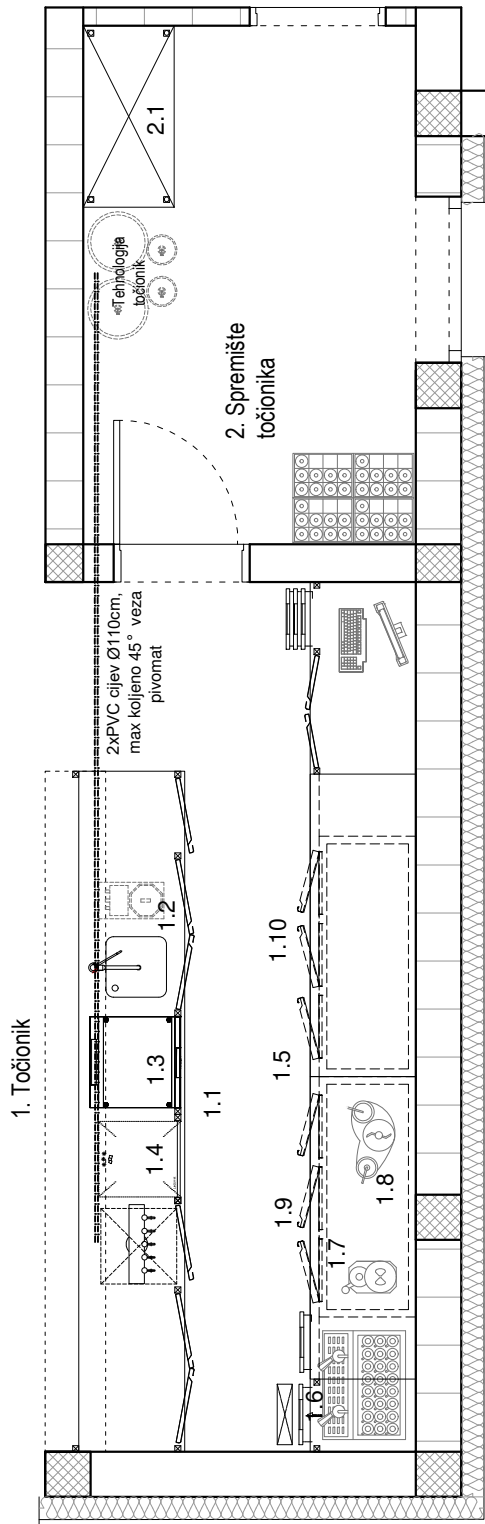 1. Točionik
2.1
Tehnologija
točionik
2. Spremište
točionika
2xPVC cijev Ø110cm,
max koljeno 45° veza
pivomat
1.2
1.3
1.4
1.1
1.10
1.5
1.9
1.8
1.7
1.6